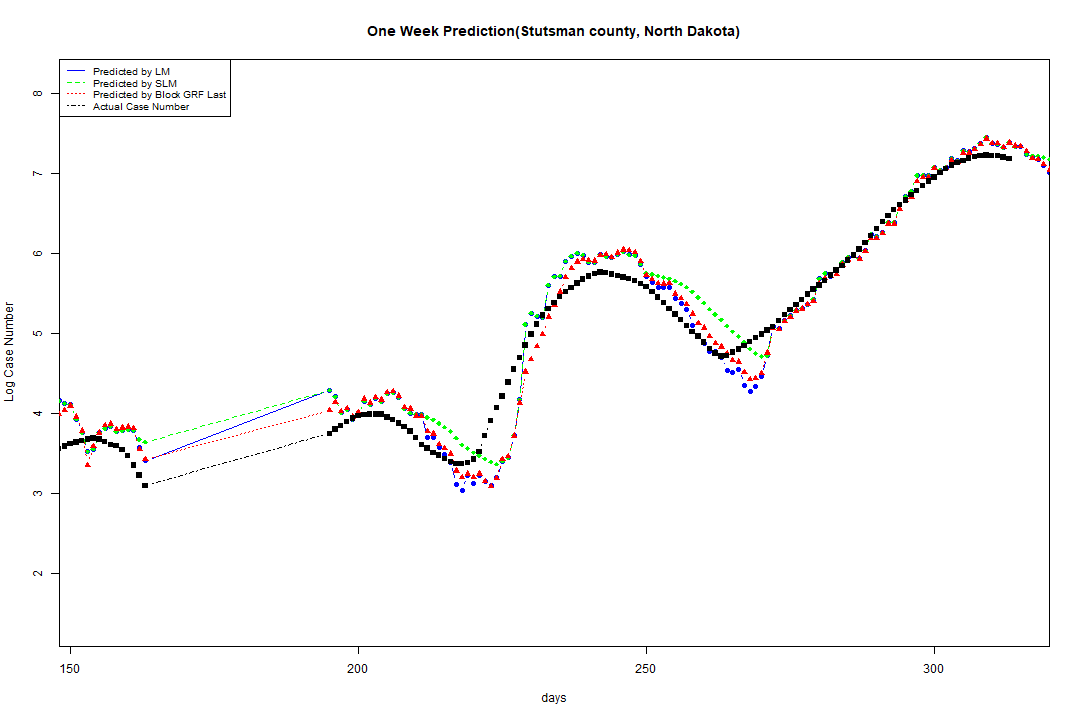 One Week Prediction(Stutsman county, North Dakota)
Predicted by LM
Predicted by SLM
Predicted by Block GRF Last
Actual Case Number
8
7
6
5
4
3
2
Log Case Number
150 200 250 300
days